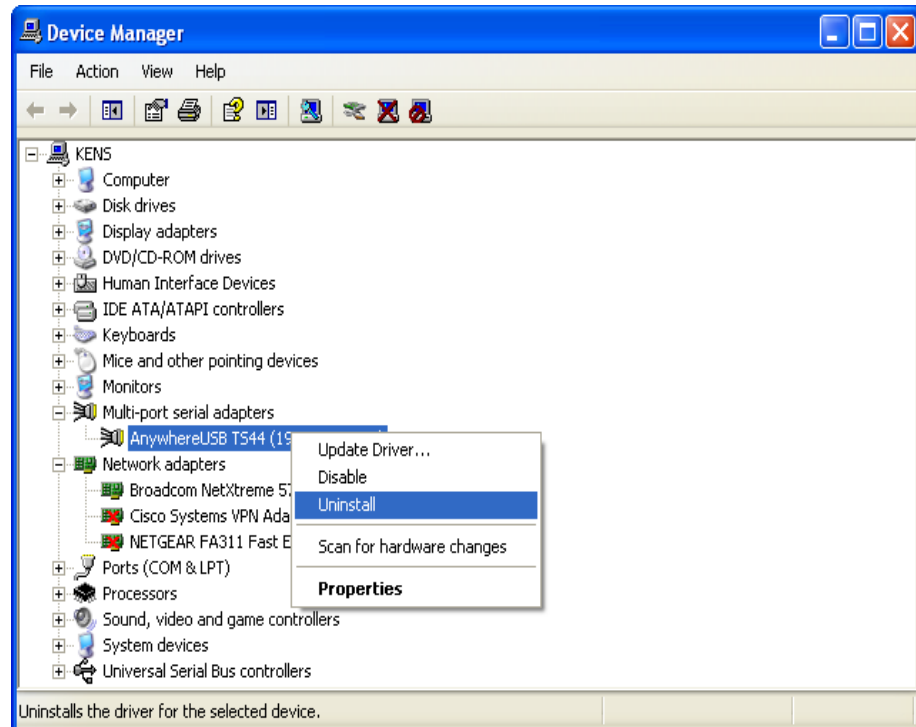 Device Manager
File Action View Help
KENS
Computer
Disk drives
Display adapters
DVD/CD-ROM drives
Human Interface Devices
IDE ATA/ATAPI controllers
Keyboards
Mice and other pointing devices
Monitors
Multi-port serial adapters
AnywhereUSB TS44 (19
Network adapters
Broadcom NetXtreme 57
Cisco Systems VPN Ada
NETGEAR FA311 Fast E
Ports (COM & LPT)
Processors
Sound, video and game controllers
System devices
Universal Serial Bus controllers
Update Driver...
Disable
Uninstall
Scan for hardware changes
Properties
Uninstalls the driver for the selected device.